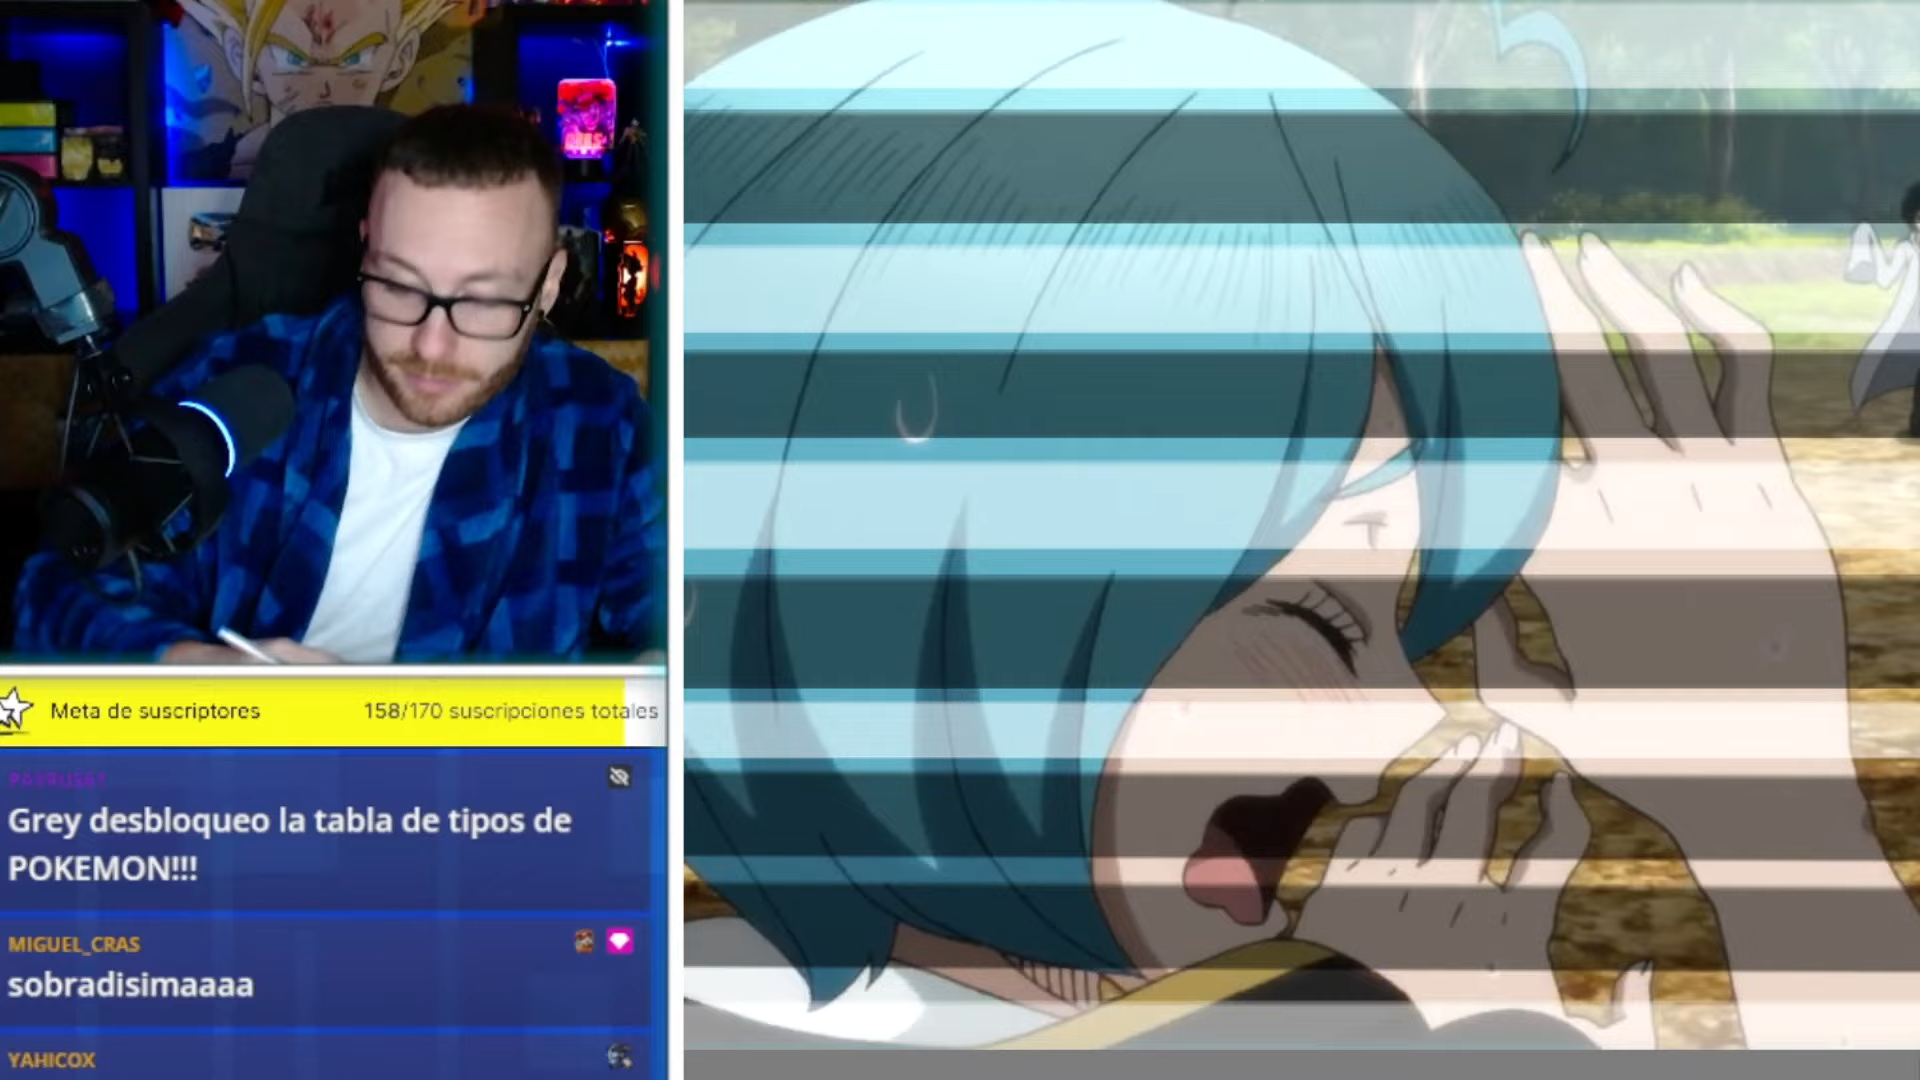 Meta de suscriptores 158/170 suscripciones totales
Grey desbloqueo la tabla de tipos de
POKEMON!!!
MIGUEL_CRAS
sobradisimaaaa
YAHICOX